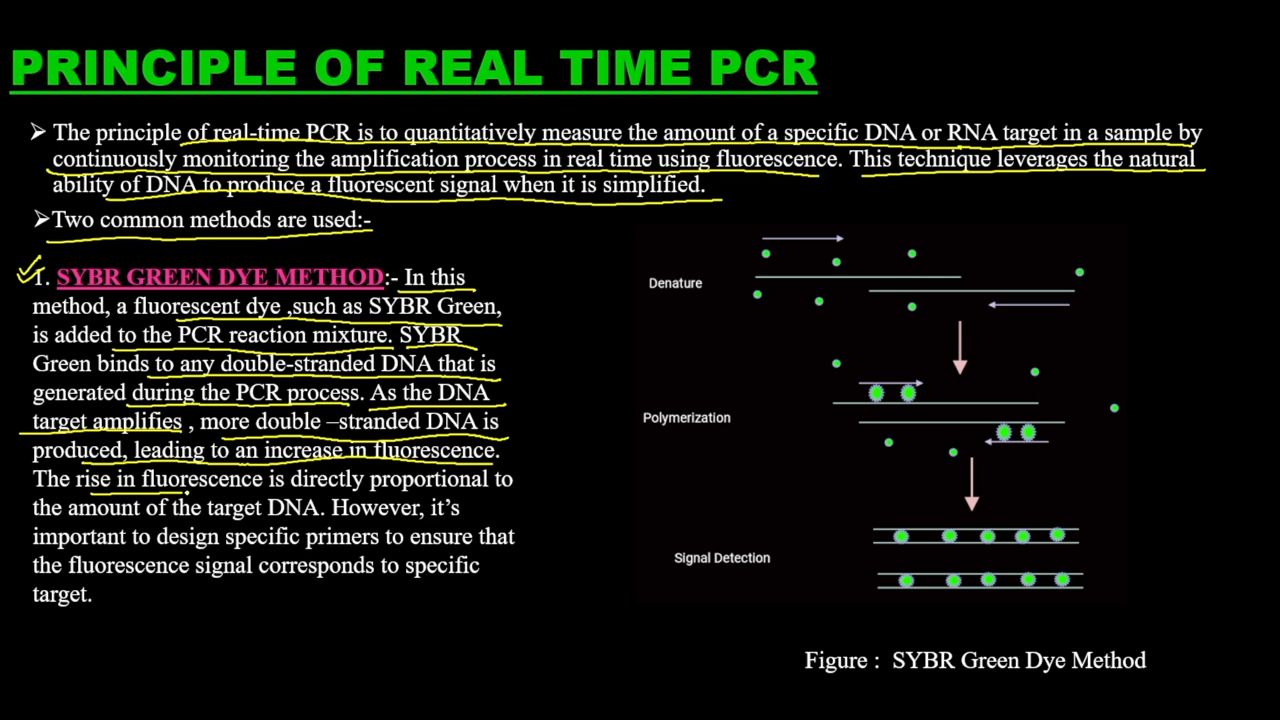 PRINCIPLE OF REAL TIME PCR
➤ The principle of real-time PCR is to quantitatively measure the amount of a specific DNA or RNA target in a sample by
continuously monitoring the amplification process in real time using fluorescence. This technique leverages the natural
ability of DNA to produce a fluorescent signal when it is simplified.
➤Two common methods are used:-
1. SYBR GREEN DYE METHOD:- In this
method, a fluorescent dye ,such as SYBR Green,
is added to the PCR reaction mixture. SYBR
Green binds to any double-stranded DNA that is
generated during the PCR process. As the DNA
target amplifies , more double –stranded DNA is
produced, leading to an increase in fluorescence.
The rise in fluorescence is directly proportional to
the amount of the target DNA. However, it’s
important to design specific primers to ensure that
the fluorescence signal corresponds to specific
target.
Denature
Polymerization
Signal Detection
Figure : SYBR Green Dye Method